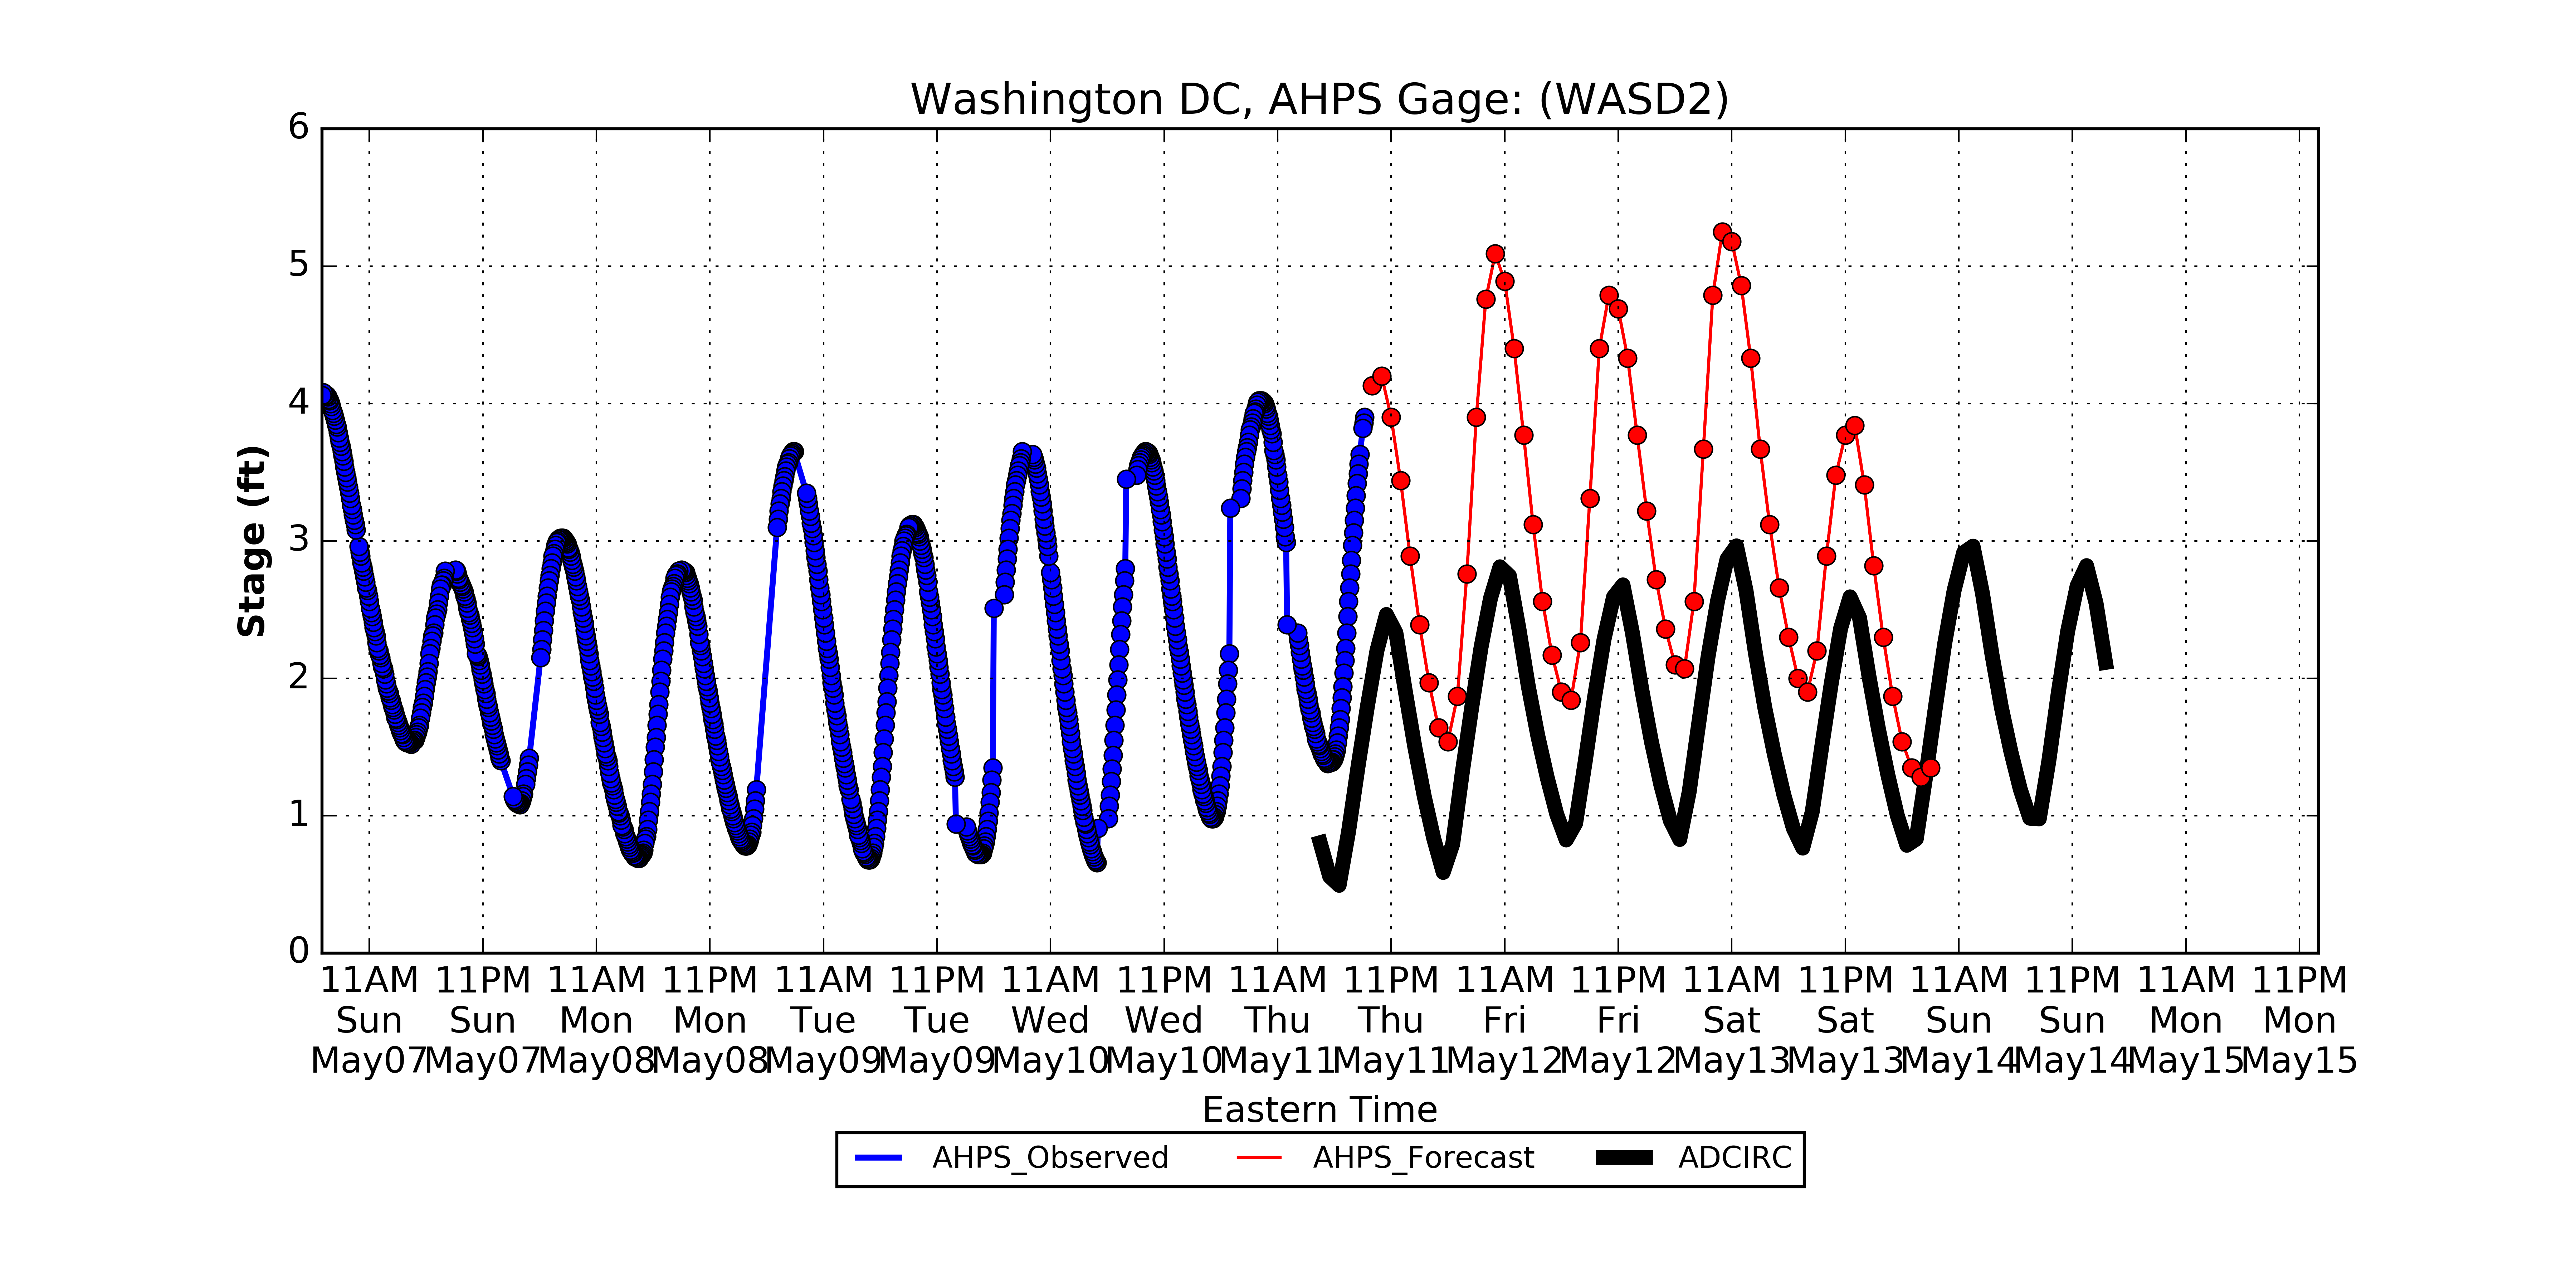 Washington DC, AHPS Gage: (WASD2)
6
5
4
3
2
1
0
Stage (ft)
11AM 11PM 11AM 11PM 11AM 11PM 11AM 11PM 11AM 11PM 11AM 11PM 11AM 11PM 11AM 11PM 11AM 11PM
Sun Sun Mon Mon Tue Tue Wed Wed Thu Thu Fri Fri Sat Sat Sun Sun Mon Mon
May07 May07 May08 May08 May09 May09 May10 May10 May11 May11 May12 May12 May13 May13 May14 May14 May15 May15
Eastern Time
AHPS_Observed AHPS_Forecast ADCIRC